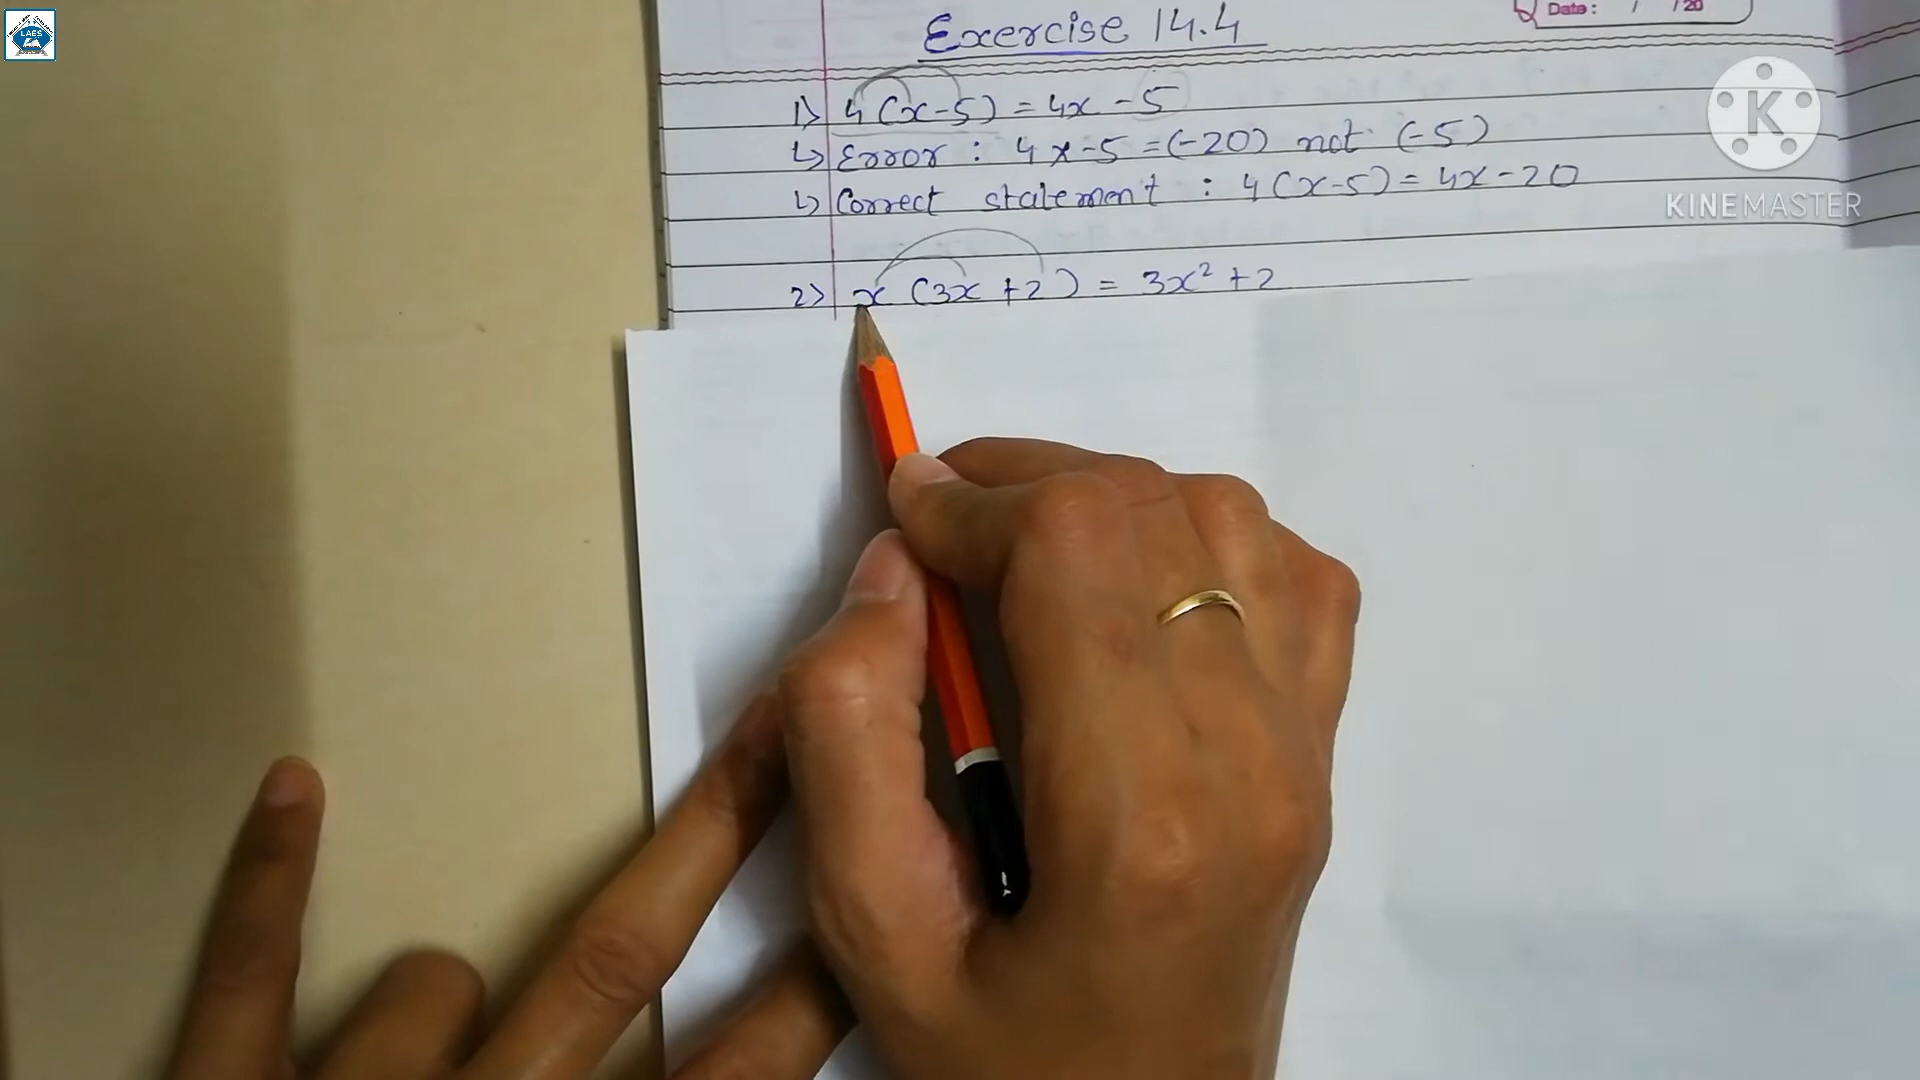 LAES
Date : / /20
Exercise 14.4
1) 4(x-5) = 4x - 5
↳ Error : 4x-5 = (-20) not (-5)
↳ Correct statement : 4(x-5) = 4x-20
2) x (3x + 2) = 3x² + 2
K
KINEMASTER